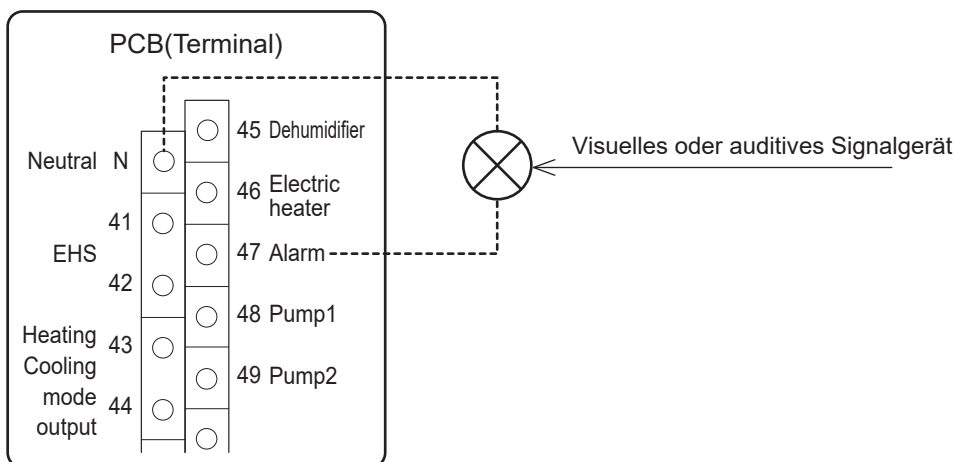 PCB(Terminal)
45 Dehumidifier
Neutral N
46 Electric
heater
41
EHS
47 Alarm
42
48 Pump1
Heating
43
Cooling
49 Pump2
mode
44
output
Visuelles oder auditives Signalgerät